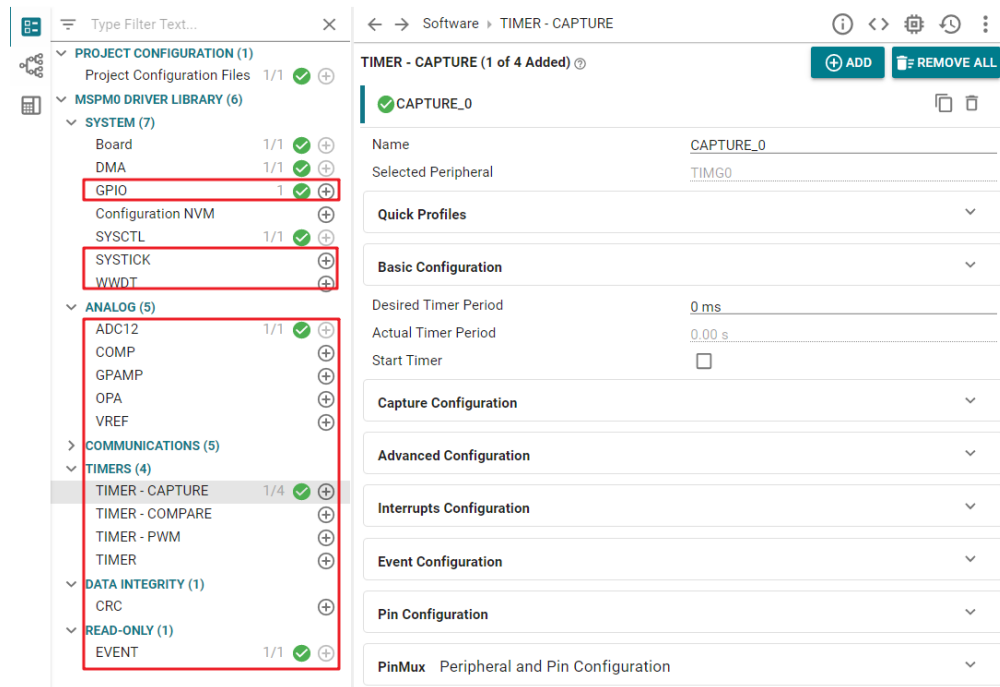 Type Filter Text...
PROJECT CONFIGURATION (1)
Project Configuration Files 1/1
MSPM0 DRIVER LIBRARY (6)
SYSTEM (7)
Board 1/1
DMA 1/1
GPIO 1
Configuration NVM
SYSCTL 1/1
SYSTICK
WWDT
ANALOG (5)
ADC12 1/1
COMP
GPAMP
OPA
VREF
COMMUNICATIONS (5)
TIMERS (4)
TIMER - CAPTURE 1/4
TIMER - COMPARE
TIMER - PWM
TIMER
DATA INTEGRITY (1)
CRC
READ-ONLY (1)
EVENT 1/1
Software › TIMER - CAPTURE
TIMER - CAPTURE (1 of 4 Added)
ADD
REMOVE ALL
CAPTURE_0
Name CAPTURE_0
Selected Peripheral TIMG0
Quick Profiles
Basic Configuration
Desired Timer Period 0 ms
Actual Timer Period 0.00 s
Start Timer
Capture Configuration
Advanced Configuration
Interrupts Configuration
Event Configuration
Pin Configuration
PinMux Peripheral and Pin Configuration